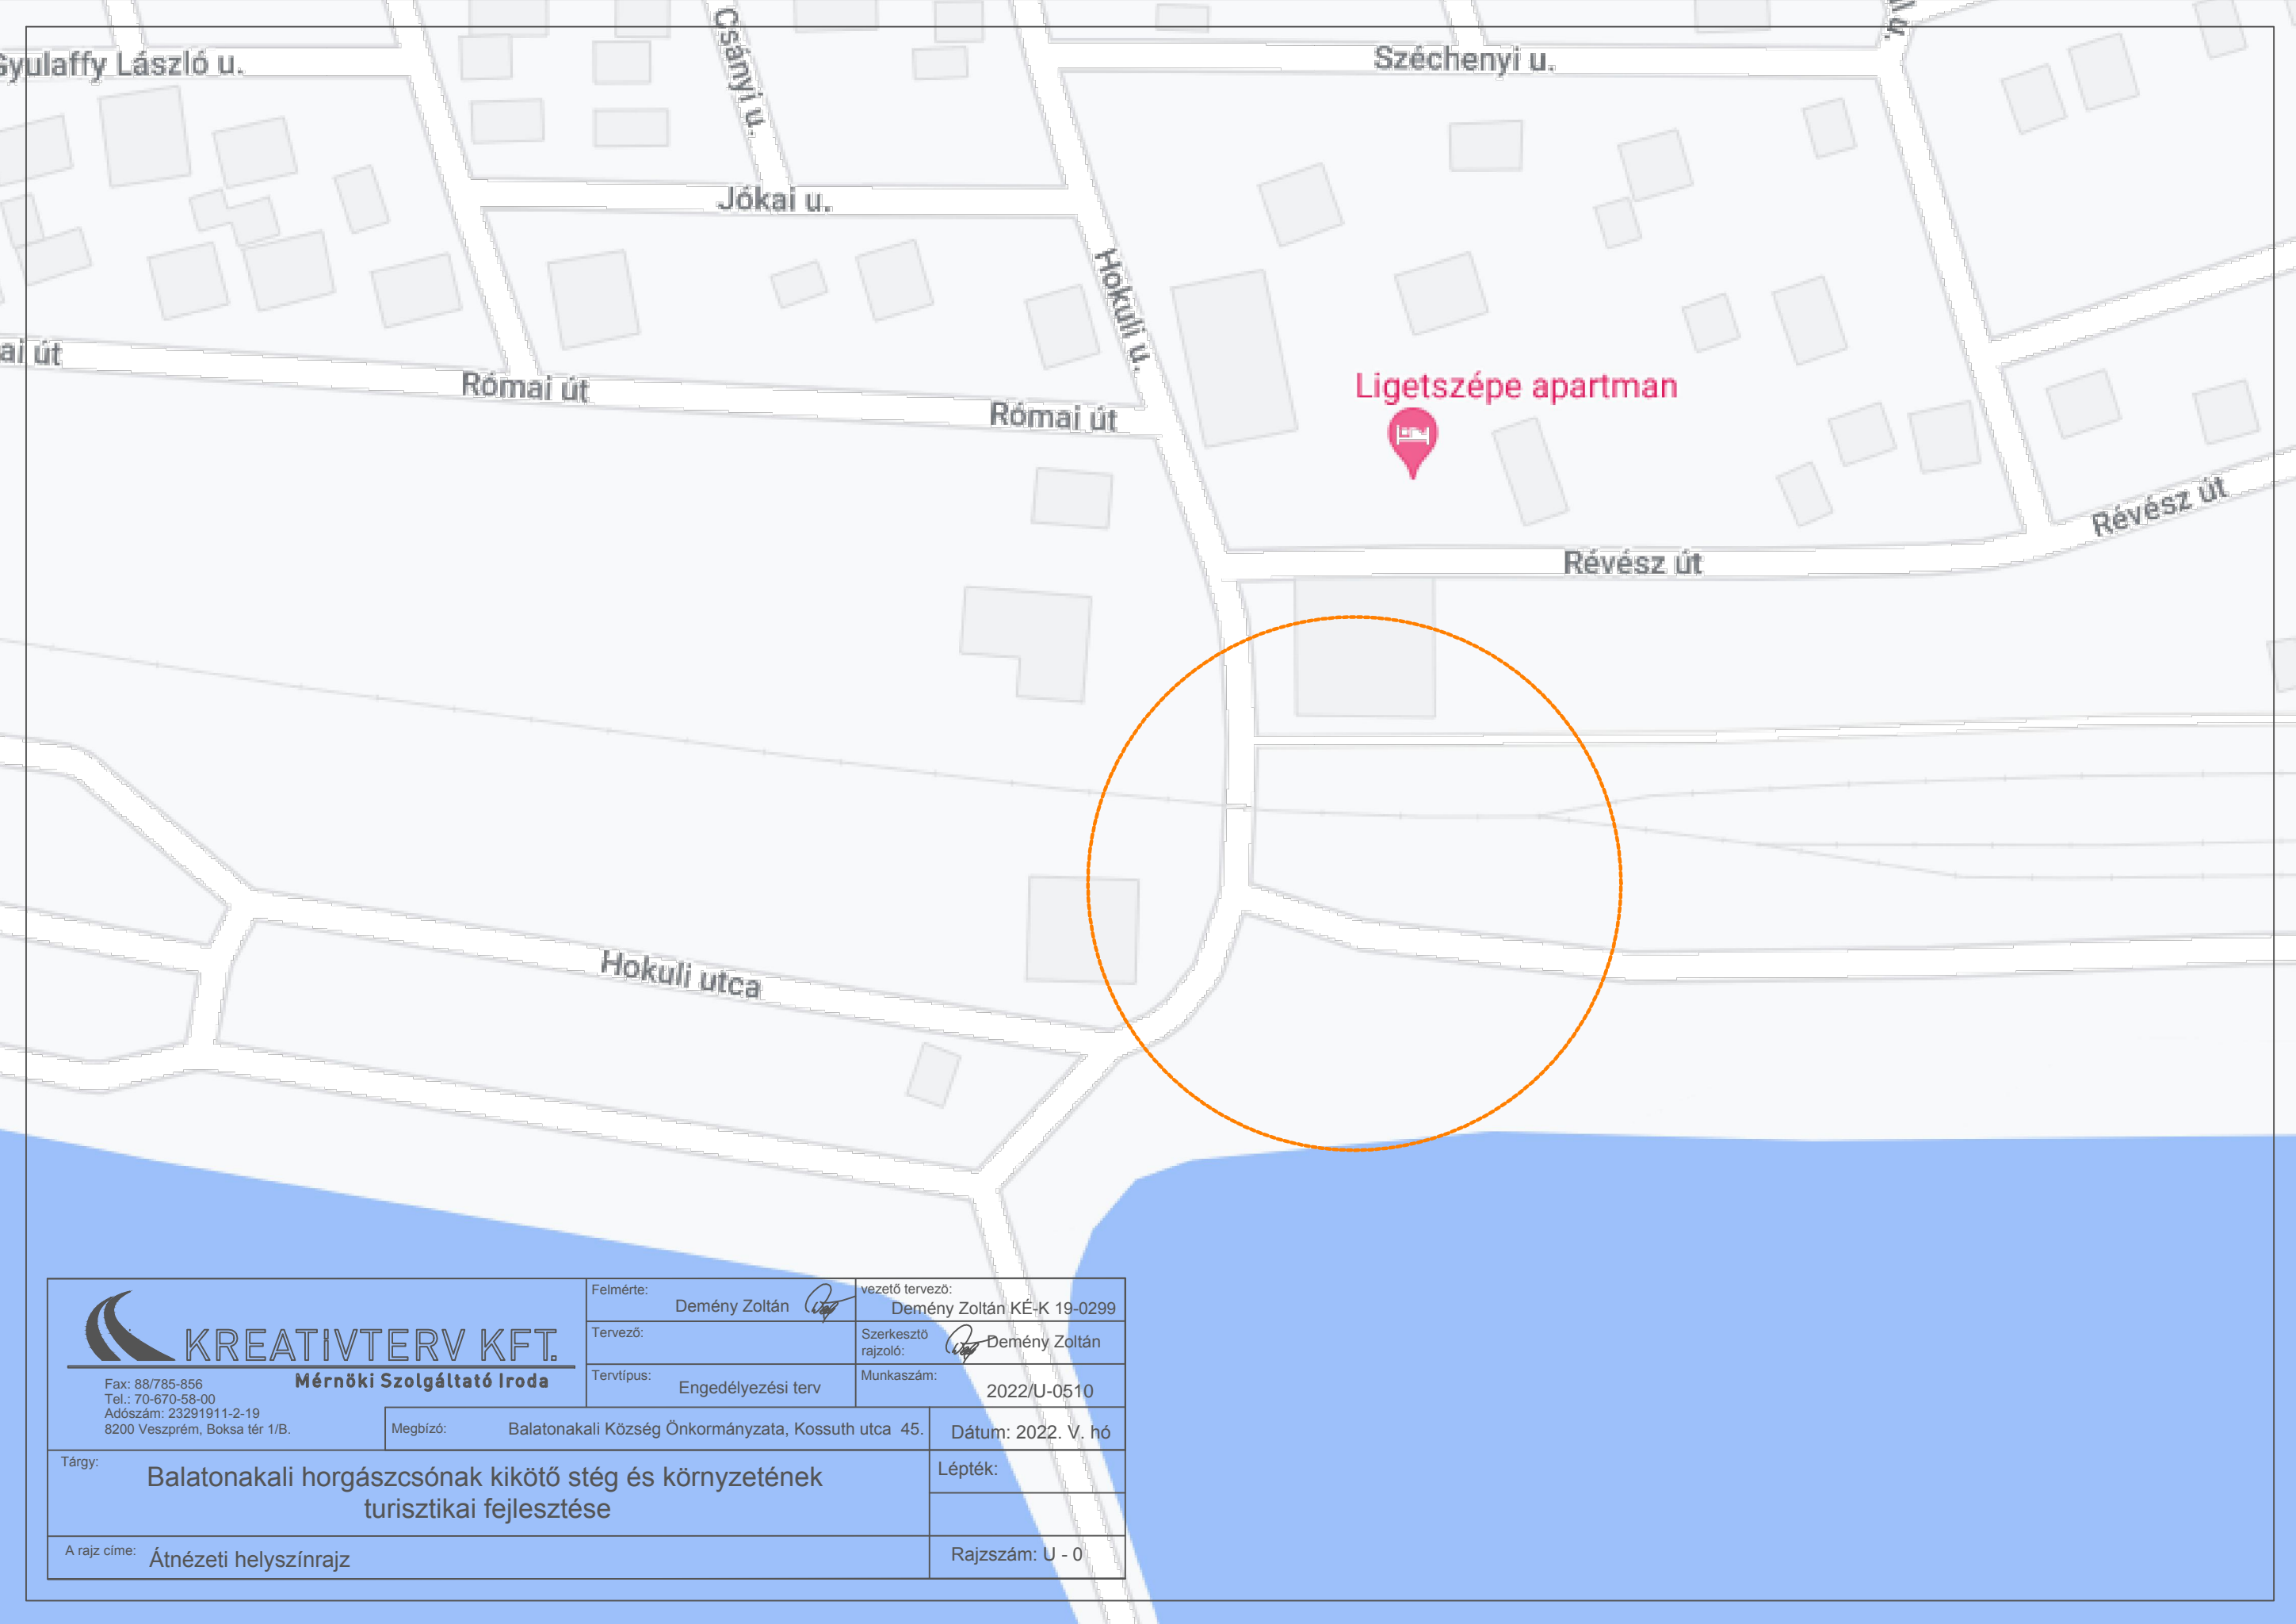 Csányi u.
Széchenyi u.
Gyulaffy László u.
Jókai u.
Hokuli u.
ai út
Római út
Római út
Ligetszépe apartman
Révész út
Révész út
Hokuli utca
KREATIVTERV KFT.
Mérnöki Szolgáltató Iroda
Fax: 88/785-856
Tel.: 70-670-58-00
Adószám: 23291911-2-19
8200 Veszprém, Boksa tér 1/B.
Felmérte:
Demény Zoltán
vezető tervezö:
Demény Zoltán KÉ-K 19-0299
Tervező:
Szerkesztö
rajzoló:
Demény Zoltán
Tervtípus:
Engedélyezési terv
Munkaszám:
2022/U-0510
Megbízó:
Balatonakali Község Önkormányzata, Kossuth utca 45.
Dátum: 2022. V. hó
Tárgy:
Balatonakali horgászcsónak kikötő stég és környzetének
turisztikai fejlesztése
Lépték:
A rajz címe:
Átnézeti helyszínrajz
Rajzszám: U - 0